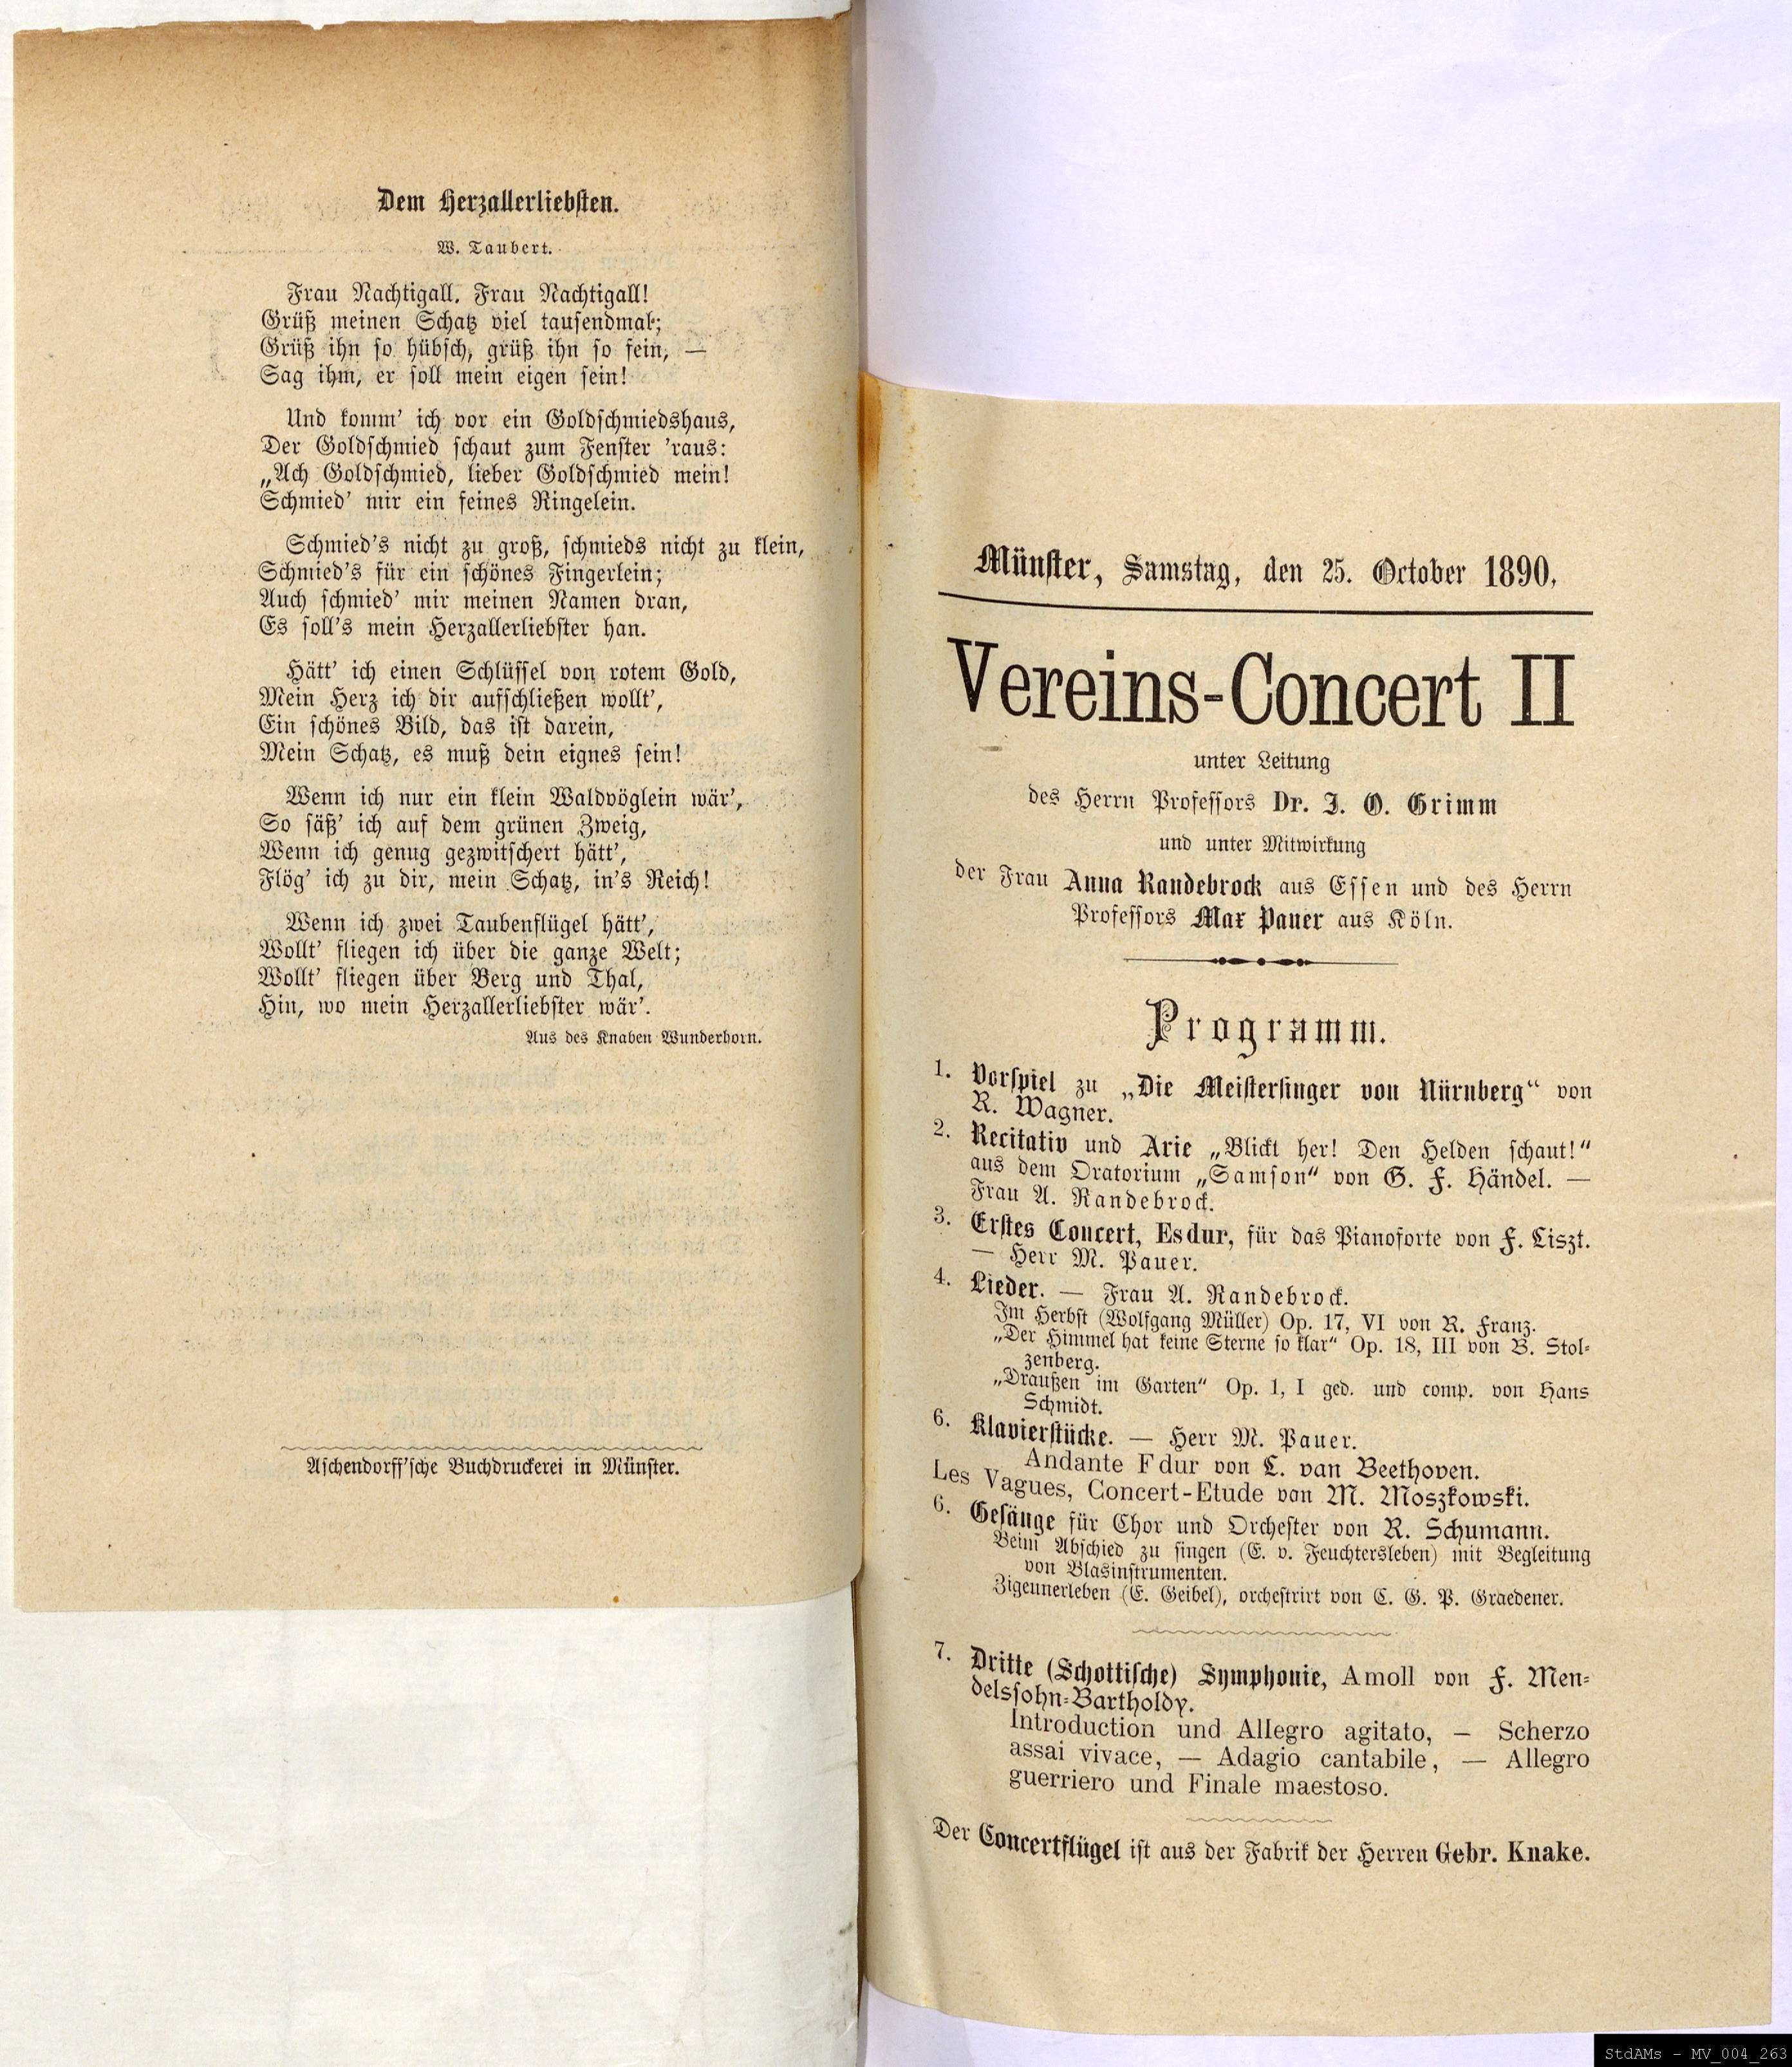 Dem Herzallerliebsten.
W. Taubert.
Frau Nachtigall, Frau Nachtigall!
Grüß meinen Schatz viel tausendmal;
Grüß ihn so hübsch, grüß ihn so fein, —
Sag ihm, er soll mein eigen sein!
Und komm' ich vor ein Goldschmiedshaus,
Der Goldschmied schaut zum Fenster 'raus:
„Ach Goldschmied, lieber Goldschmied mein!
Schmied' mir ein feines Ringelein.
Schmied's nicht zu groß, schmieds nicht zu klein,
Schmied's für ein schönes Fingerlein;
Auch schmied' mir meinen Namen dran,
Es soll's mein Herzallerliebster han.
Hätt' ich einen Schlüssel von rotem Gold,
Mein Herz ich dir aufschließen wollt',
Ein schönes Bild, das ist darein,
Mein Schatz, es muß dein eignes sein!
Wenn ich nur ein klein Waldvöglein wär',
So säß' ich auf dem grünen Zweig,
Wenn ich genug gezwitschert hätt',
Flög' ich zu dir, mein Schatz, in's Reich!
Wenn ich zwei Taubenflügel hätt',
Wollt' fliegen ich über die ganze Welt;
Wollt' fliegen über Berg und Thal,
Hin, wo mein Herzallerliebster wär'.
Aus des Knaben Wunderhorn.
Aschendorff'sche Buchdruckerei in Münster.
Münster, Samstag, den 25. October 1890,
Vereins-Concert II
unter Leitung
des Herrn Professors Dr. J. O. Grimm
und unter Mitwirkung
der Frau Anna Randebrock aus Essen und des Herrn
Professors Max Pauer aus Köln.
Programm.
1. Vorspiel zu „Die Meistersinger von Nürnberg“ von
R. Wagner.
2. Recitativ und Arie „Blickt her! Den Helden schaut!“
aus dem Oratorium „Samson“ von G. F. Händel. —
Frau A. Randebrock.
3. Erstes Concert, Esdur, für das Pianoforte von F. Liszt.
— Herr M. Pauer.
4. Lieder. — Frau A. Randebrock.
Im Herbst (Wolfgang Müller) Op. 17, VI von R. Franz.
„Der Himmel hat keine Sterne so klar“ Op. 18, III von B. Stol-
zenberg.
„Draußen im Garten“ Op. 1, I ged. und comp. von Hans
Schmidt.
6. Klavierstücke. — Herr M. Pauer.
Andante F dur von L. van Beethoven.
Les Vagues, Concert-Etude von M. Moszkowski.
6. Gesänge für Chor und Orchester von R. Schumann.
Beim Abschied zu singen (E. v. Feuchtersleben) mit Begleitung
von Blasinstrumenten.
Zigeunerleben (E. Geibel), orchestrirt von C. G. P. Graedener.
7. Dritte (Schottische) Symphonie, A moll von F. Men-
delssohn-Bartholdy.
Introduction und Allegro agitato, — Scherzo
assai vivace, — Adagio cantabile, — Allegro
guerriero und Finale maestoso.
Der Concertflügel ist aus der Fabrik der Herren Gebr. Knake.
StdAMs - MV_004_263